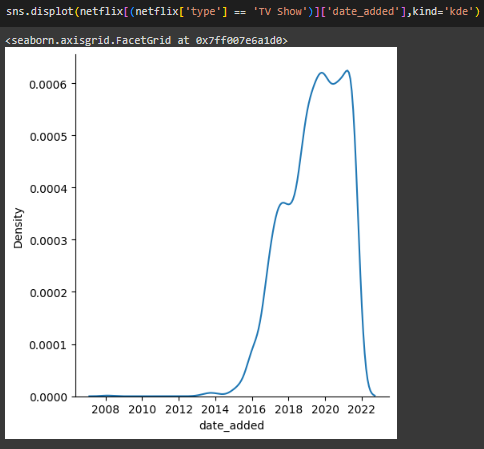 sns.displot(netflix[(netflix['type'] == 'TV Show')]['date_added'],kind='kde')
<seaborn.axisgrid.FacetGrid at 0x7ff007e6a1d0>
0.0006
0.0005
0.0004
0.0003
0.0002
0.0001
0.0000
Density
2008 2010 2012 2014 2016 2018 2020 2022
date_added